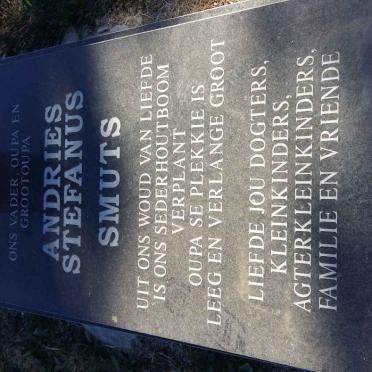 ONS VADER, OUPA EN
GROOTOUPA
ANDRIES
STEFANUS
SMUTS
UIT ONS WOUD VAN LIEFDE
IS ONS SEDERHOUTBOOM
VERPLANT
OUPA SE PLEKKIE IS
LEEG EN VERLANGE GROOT
LIEFDE JOU DOGTERS,
KLEINKINDERS,
AGTERKLEINKINDERS,
FAMILIE EN VRIENDE